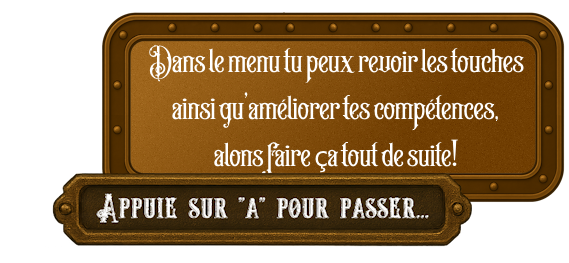 Dans le menu tu peux revoir les touches
ainsi qu'améliorer tes compétences,
alons faire ça tout de suite!
Appuie sur "A" pour passer...